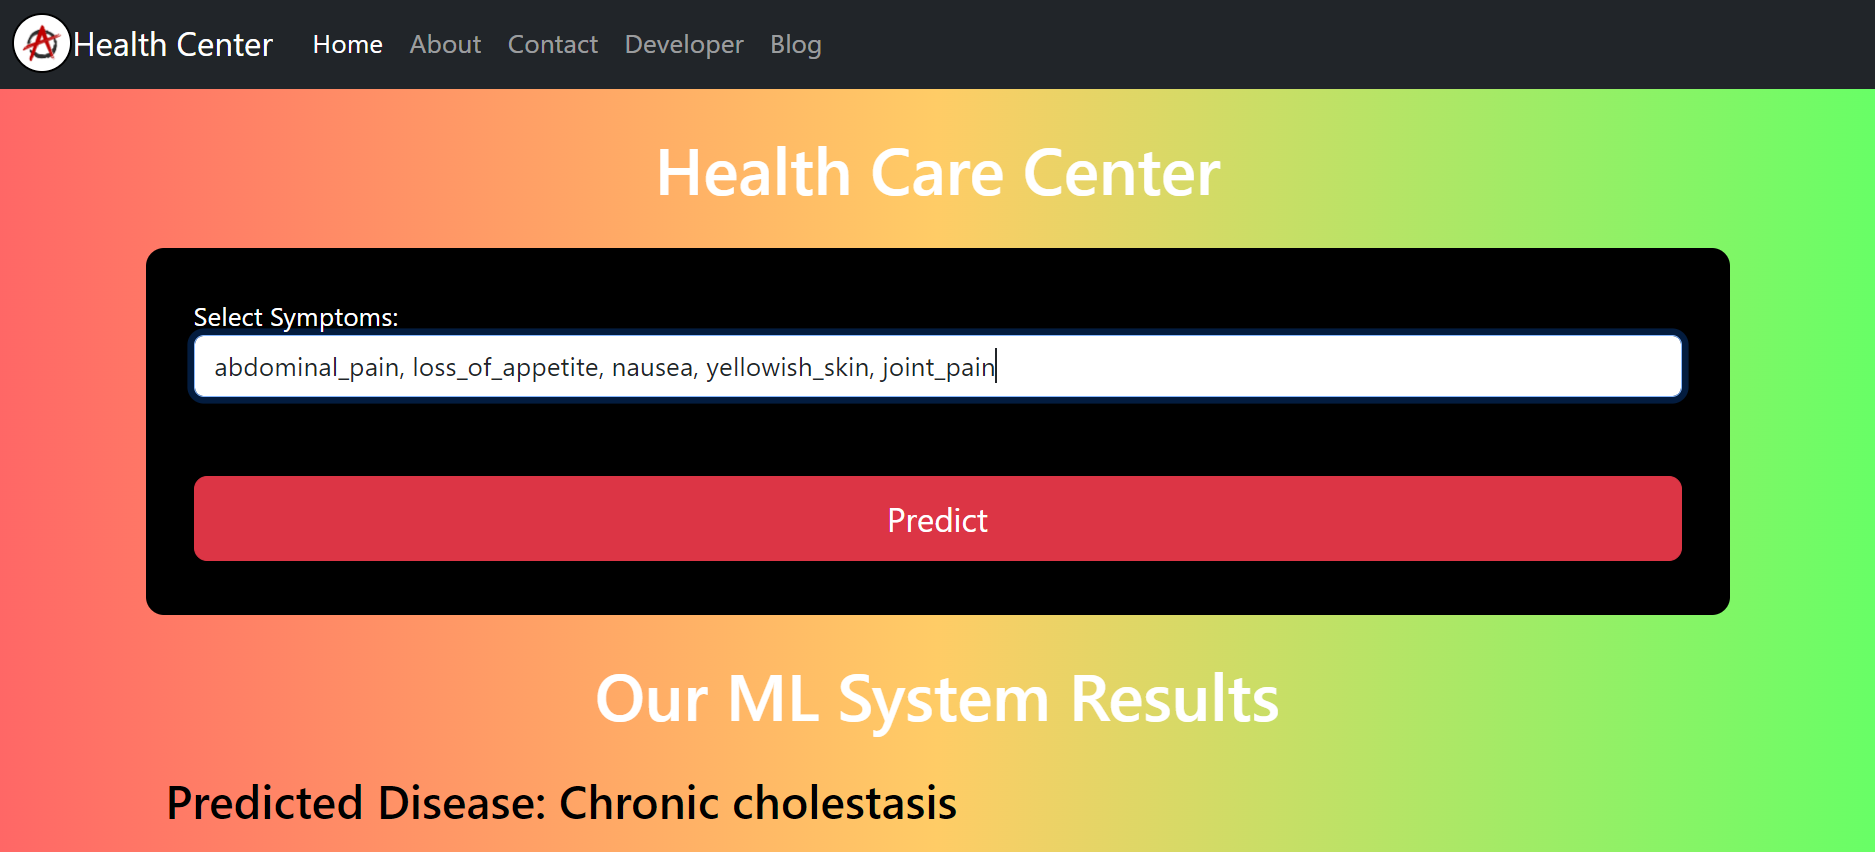 Health Center Home About Contact Developer Blog
Health Care Center
Select Symptoms:
abdominal_pain, loss_of_appetite, nausea, yellowish_skin, joint_pain
Predict
Our ML System Results
Predicted Disease: Chronic cholestasis